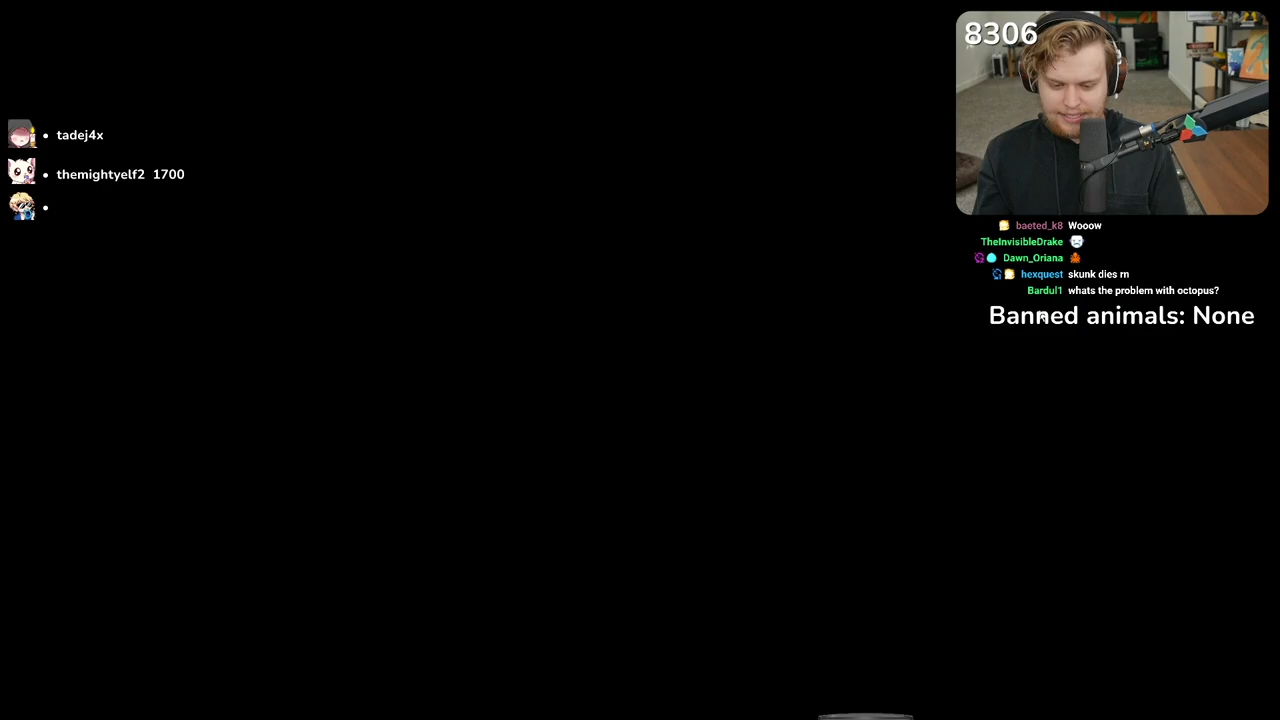 8306
• tadej4x
• themightyelf2 1700
•
baeted_k8 Wooow
TheInvisibleDrake
Dawn_Oriana
hexquest skunk dies rn
Bardul1 whats the problem with octopus?
Banned animals: None